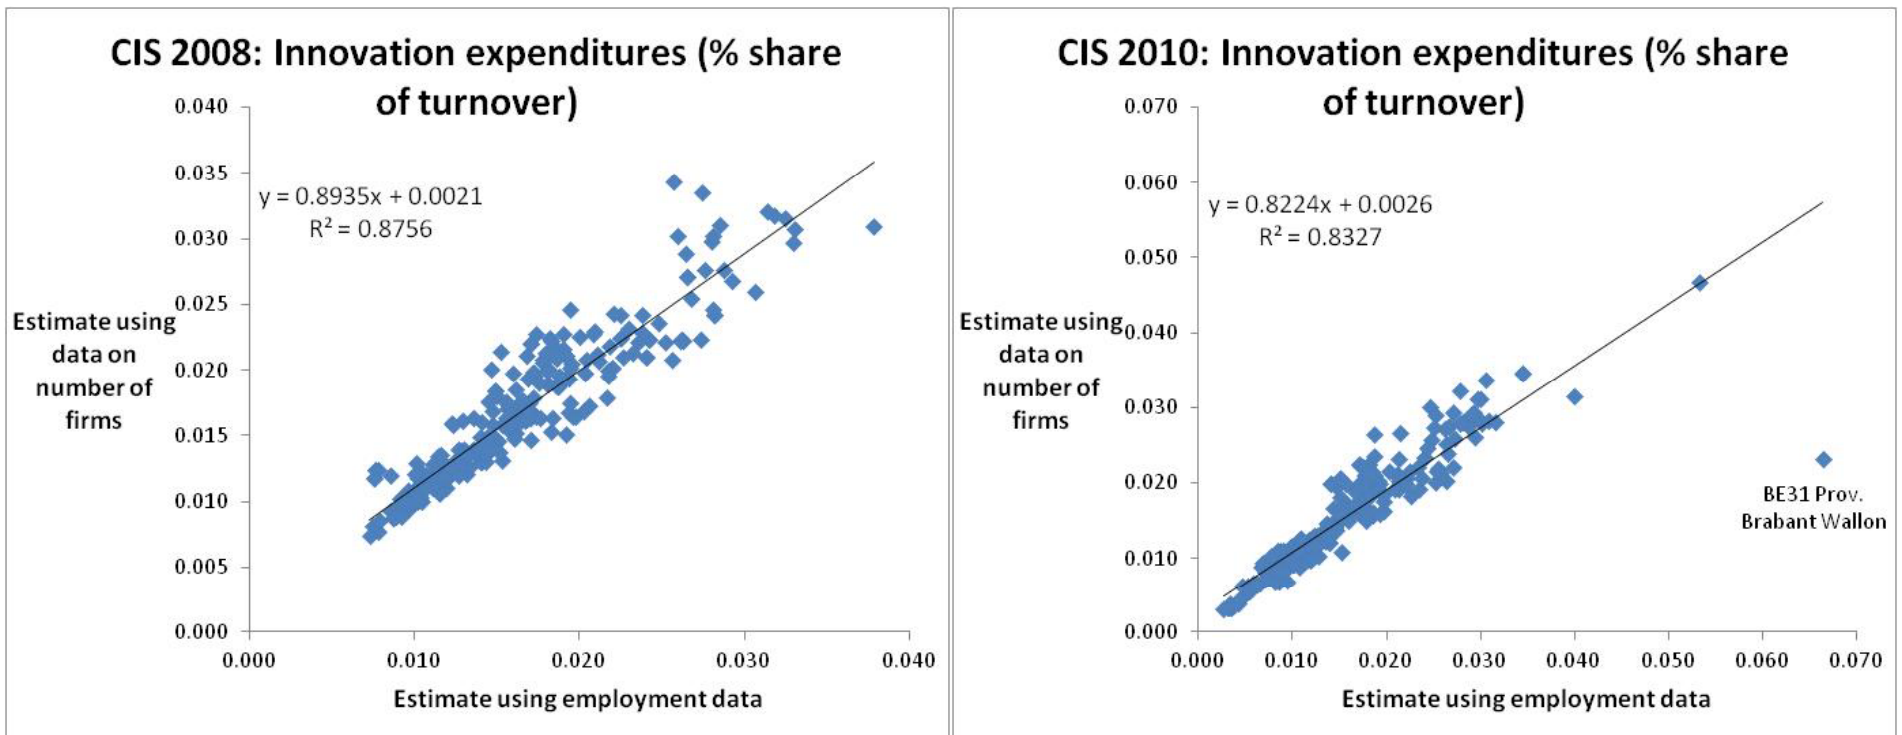 CIS 2008: Innovation expenditures (% share
of turnover)
0.040
0.035
0.030
0.025
0.020
0.015
0.010
0.005
0.000
y = 0.8935x + 0.0021
R² = 0.8756
Estimate using
data on
number of
firms
0.000 0.010 0.020 0.030 0.040
Estimate using employment data
CIS 2010: Innovation expenditures (% share
of turnover)
0.070
0.060
0.050
0.040
0.030
0.020
0.010
0.000
y = 0.8224x + 0.0026
R² = 0.8327
Estimate using
data on
number of
firms
BE31 Prov.
Brabant Wallon
0.000 0.010 0.020 0.030 0.040 0.050 0.060 0.070
Estimate using employment data